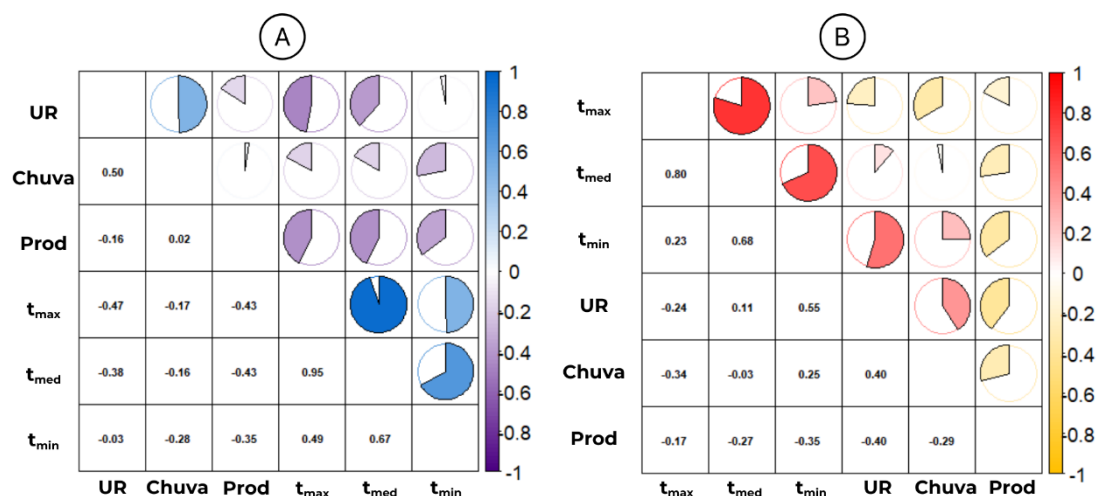 A
B
UR
Chuva
0.50
Prod
-0.16 0.02
tmax
-0.47 -0.17 -0.43
tmed
-0.38 -0.16 -0.43 0.95
tmin
-0.03 -0.28 -0.35 0.49 0.67
UR Chuva Prod tmax tmed tmin
1
0.8
0.6
0.4
0.2
0
-0.2
-0.4
-0.6
-0.8
-1
tmax
tmed
0.80
tmin
0.23 0.68
UR
-0.24 0.11 0.55
Chuva
-0.34 -0.03 0.25 0.40
Prod
-0.17 -0.27 -0.35 -0.40 -0.29
tmax tmed tmin UR Chuva Prod
1
0.8
0.6
0.4
0.2
0
-0.2
-0.4
-0.6
-0.8
-1